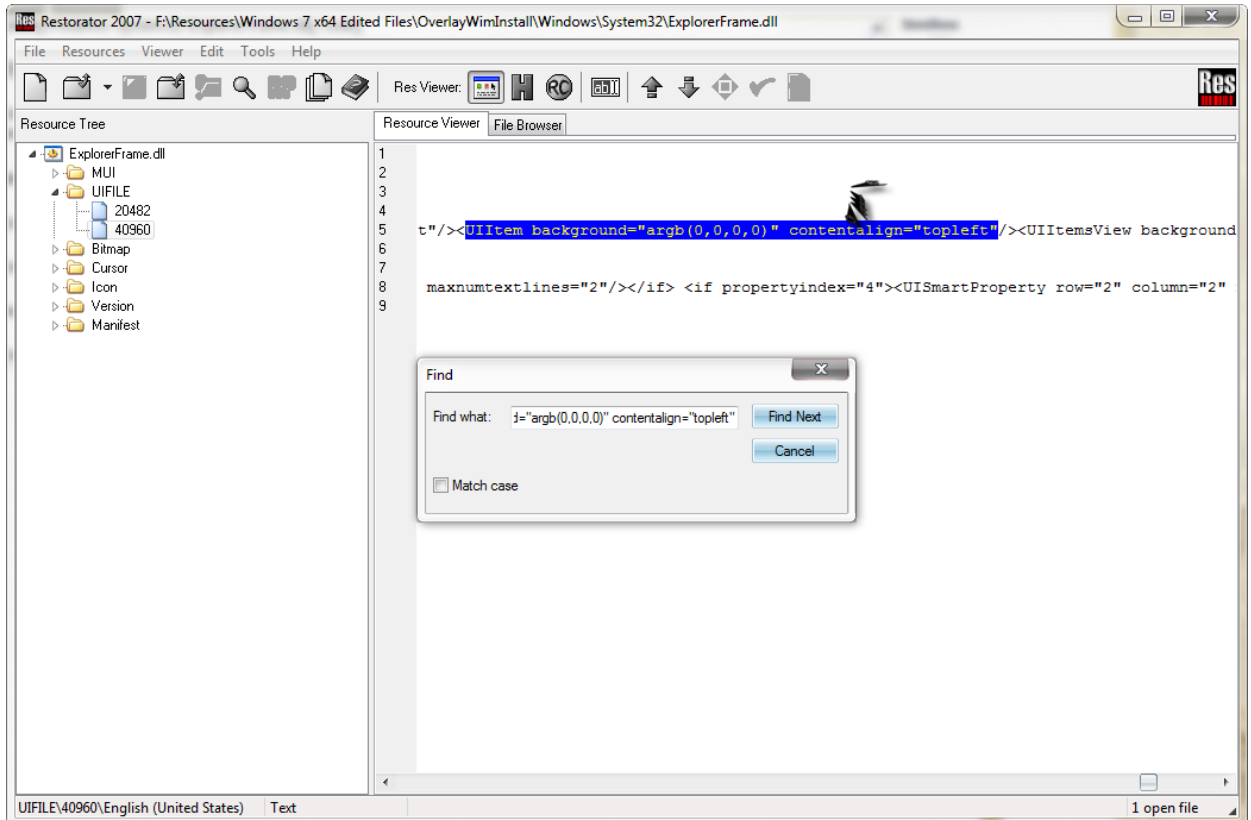 Res Restorator 2007 - F:\Resources\Windows 7 x64 Edited Files\OverlayWimInstall\Windows\System32\ExplorerFrame.dll
File Resources Viewer Edit Tools Help
Res Viewer: RC ab Res
Resource Tree
Resource Viewer File Browser
ExplorerFrame.dll
MUI
UIFILE
20482
40960
Bitmap
Cursor
Icon
Version
Manifest
1
2
3
4
5 t"/><UIItem background="argb(0,0,0,0)" contentalign="topleft"/><UIItemsView background
6
7
8 maxnumtextlines="2"/></if> <if propertyindex="4"><UISmartProperty row="2" column="2"
9
Find
Find what: d="argb(0,0,0,0)" contentalign="topleft" Find Next
Cancel
Match case
UIFILE\40960\English (United States) Text 1 open file